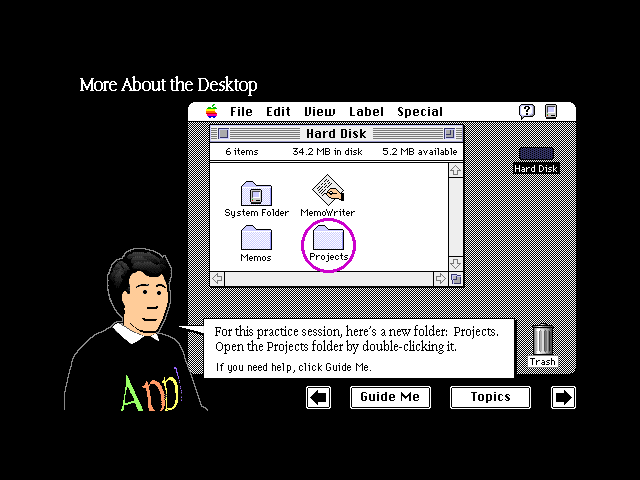 More About the Desktop
File Edit View Label Special
Hard Disk
6 items 34.2 MB in disk 5.2 MB available
Hard Disk
System Folder MemoWriter
Memos Projects
For this practice session, here's a new folder: Projects.
Open the Projects folder by double-clicking it.
If you need help, click Guide Me.
Trash
Appl
Guide Me Topics